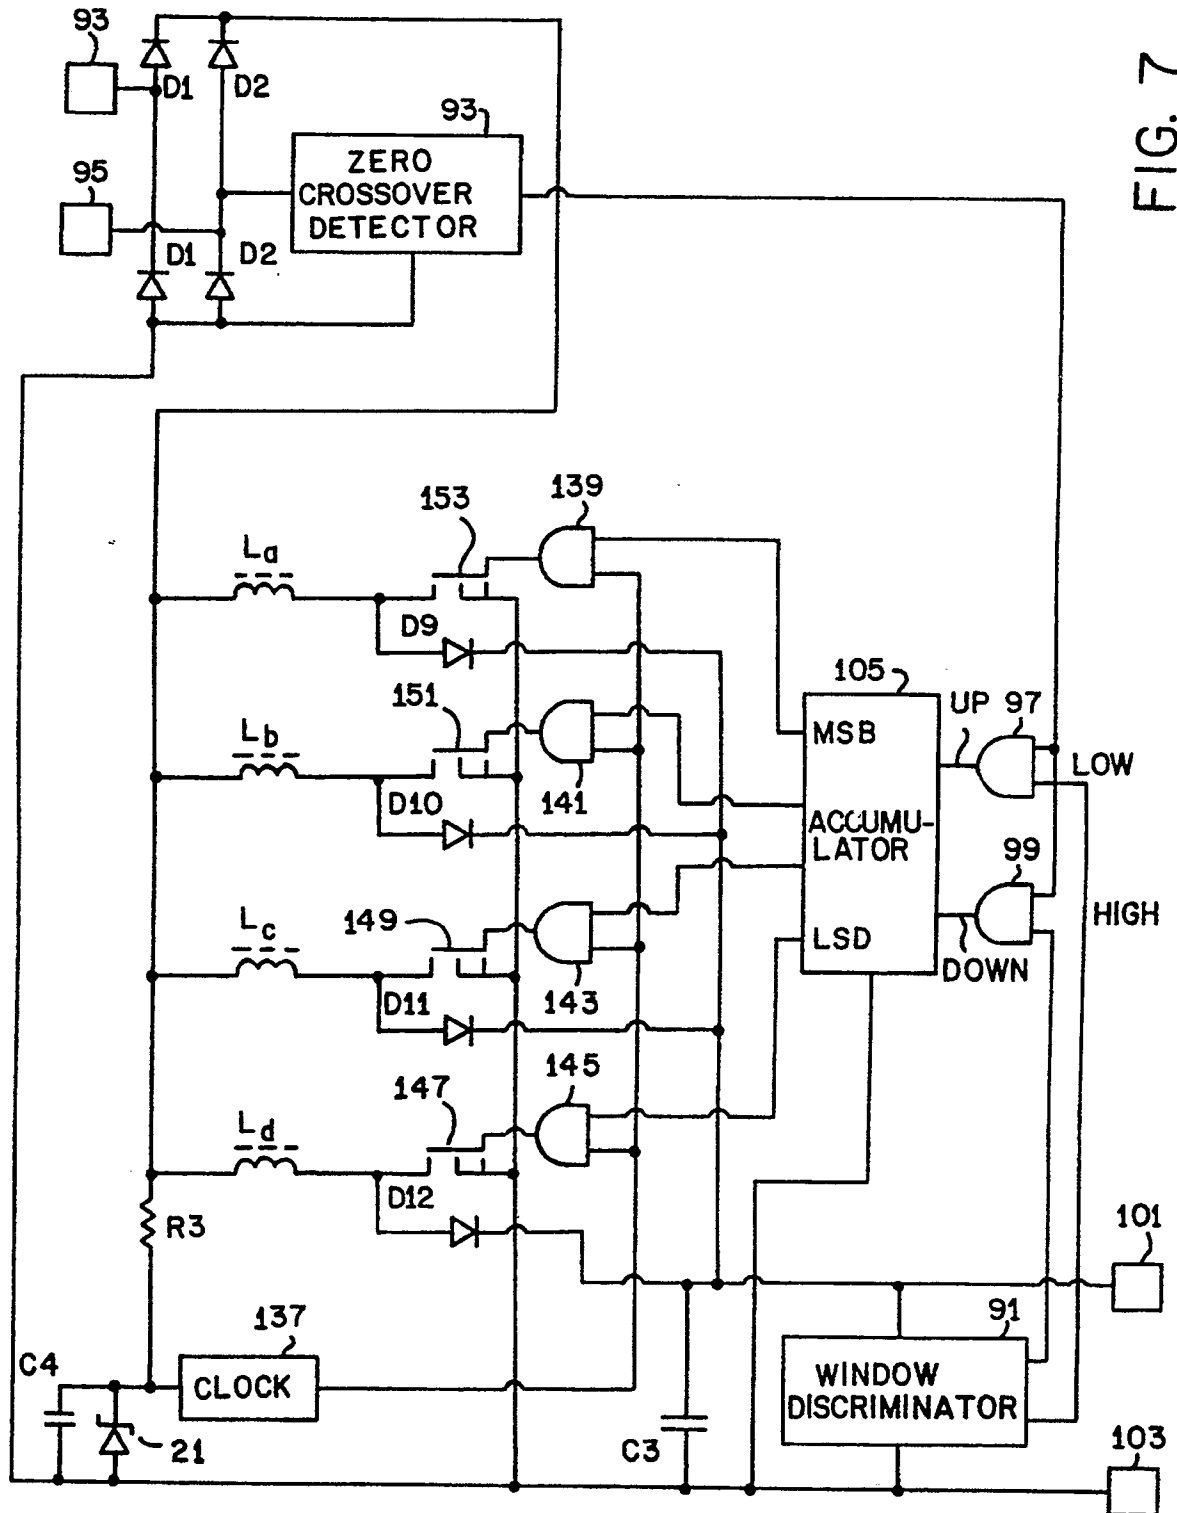 93
D1
D2
93
ZERO
CROSSOVER
DETECTOR
95
D1
D2
FIG. 7
153
139
La
D9
151
105
UP
97
Lb
MSB
LOW
D10
141
ACCUMU-
LATOR
99
149
Lc
LSD
HIGH
DOWN
D11
143
147
145
Ld
D12
R3
101
137
91
C4
CLOCK
WINDOW
DISCRIMINATOR
21
C3
103